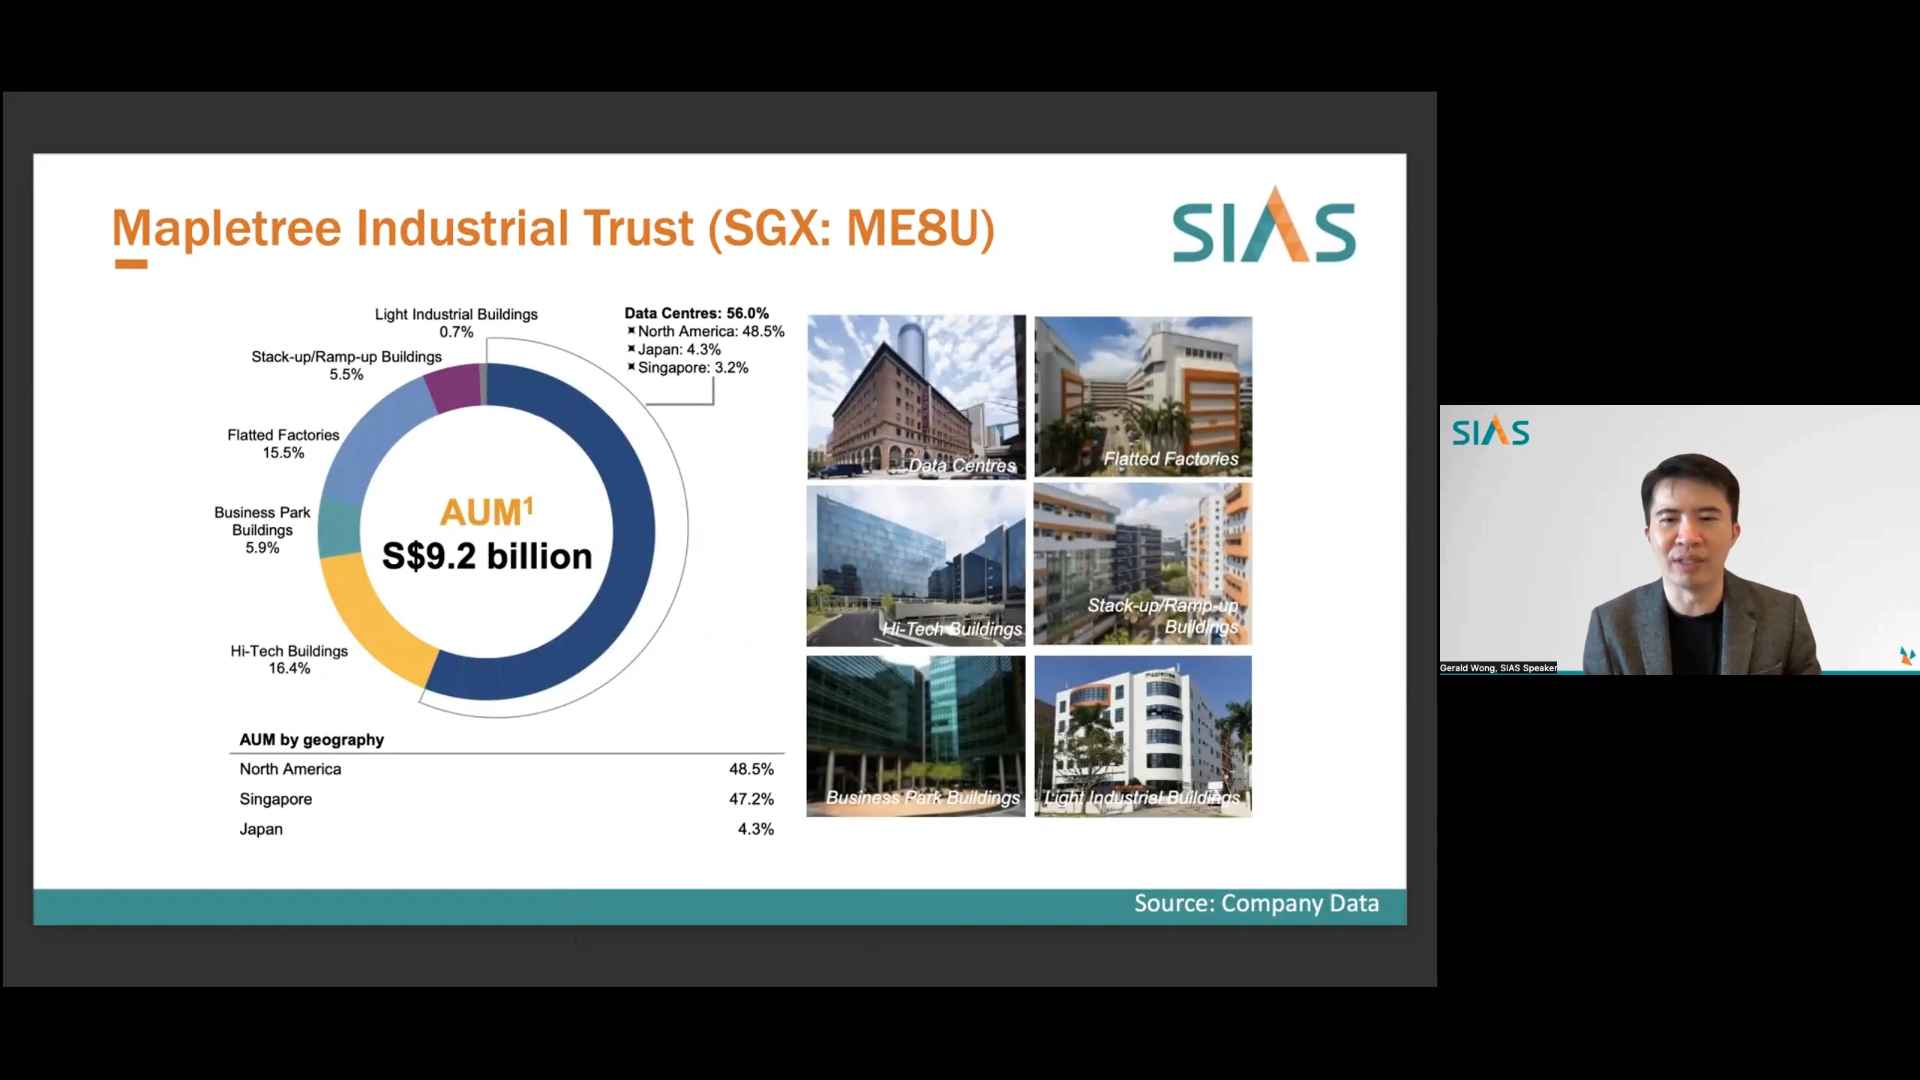 Mapletree Industrial Trust (SGX: ME8U)
SIAS
Light Industrial Buildings
0.7%
Data Centres: 56.0%
North America: 48.5%
Japan: 4.3%
Singapore: 3.2%
Stack-up/Ramp-up Buildings
5.5%
Flatted Factories
15.5%
Business Park
Buildings
5.9%
Hi-Tech Buildings
16.4%
AUM1
S$9.2 billion
AUM by geography
North America 48.5%
Singapore 47.2%
Japan 4.3%
Data Centres
Flatted Factories
Hi-Tech Buildings
Stack-up/Ramp-up
Buildings
Business Park Buildings
mapletree
Light Industrial Buildings
Source: Company Data
SIAS
Gerald Wong, SIAS Speaker